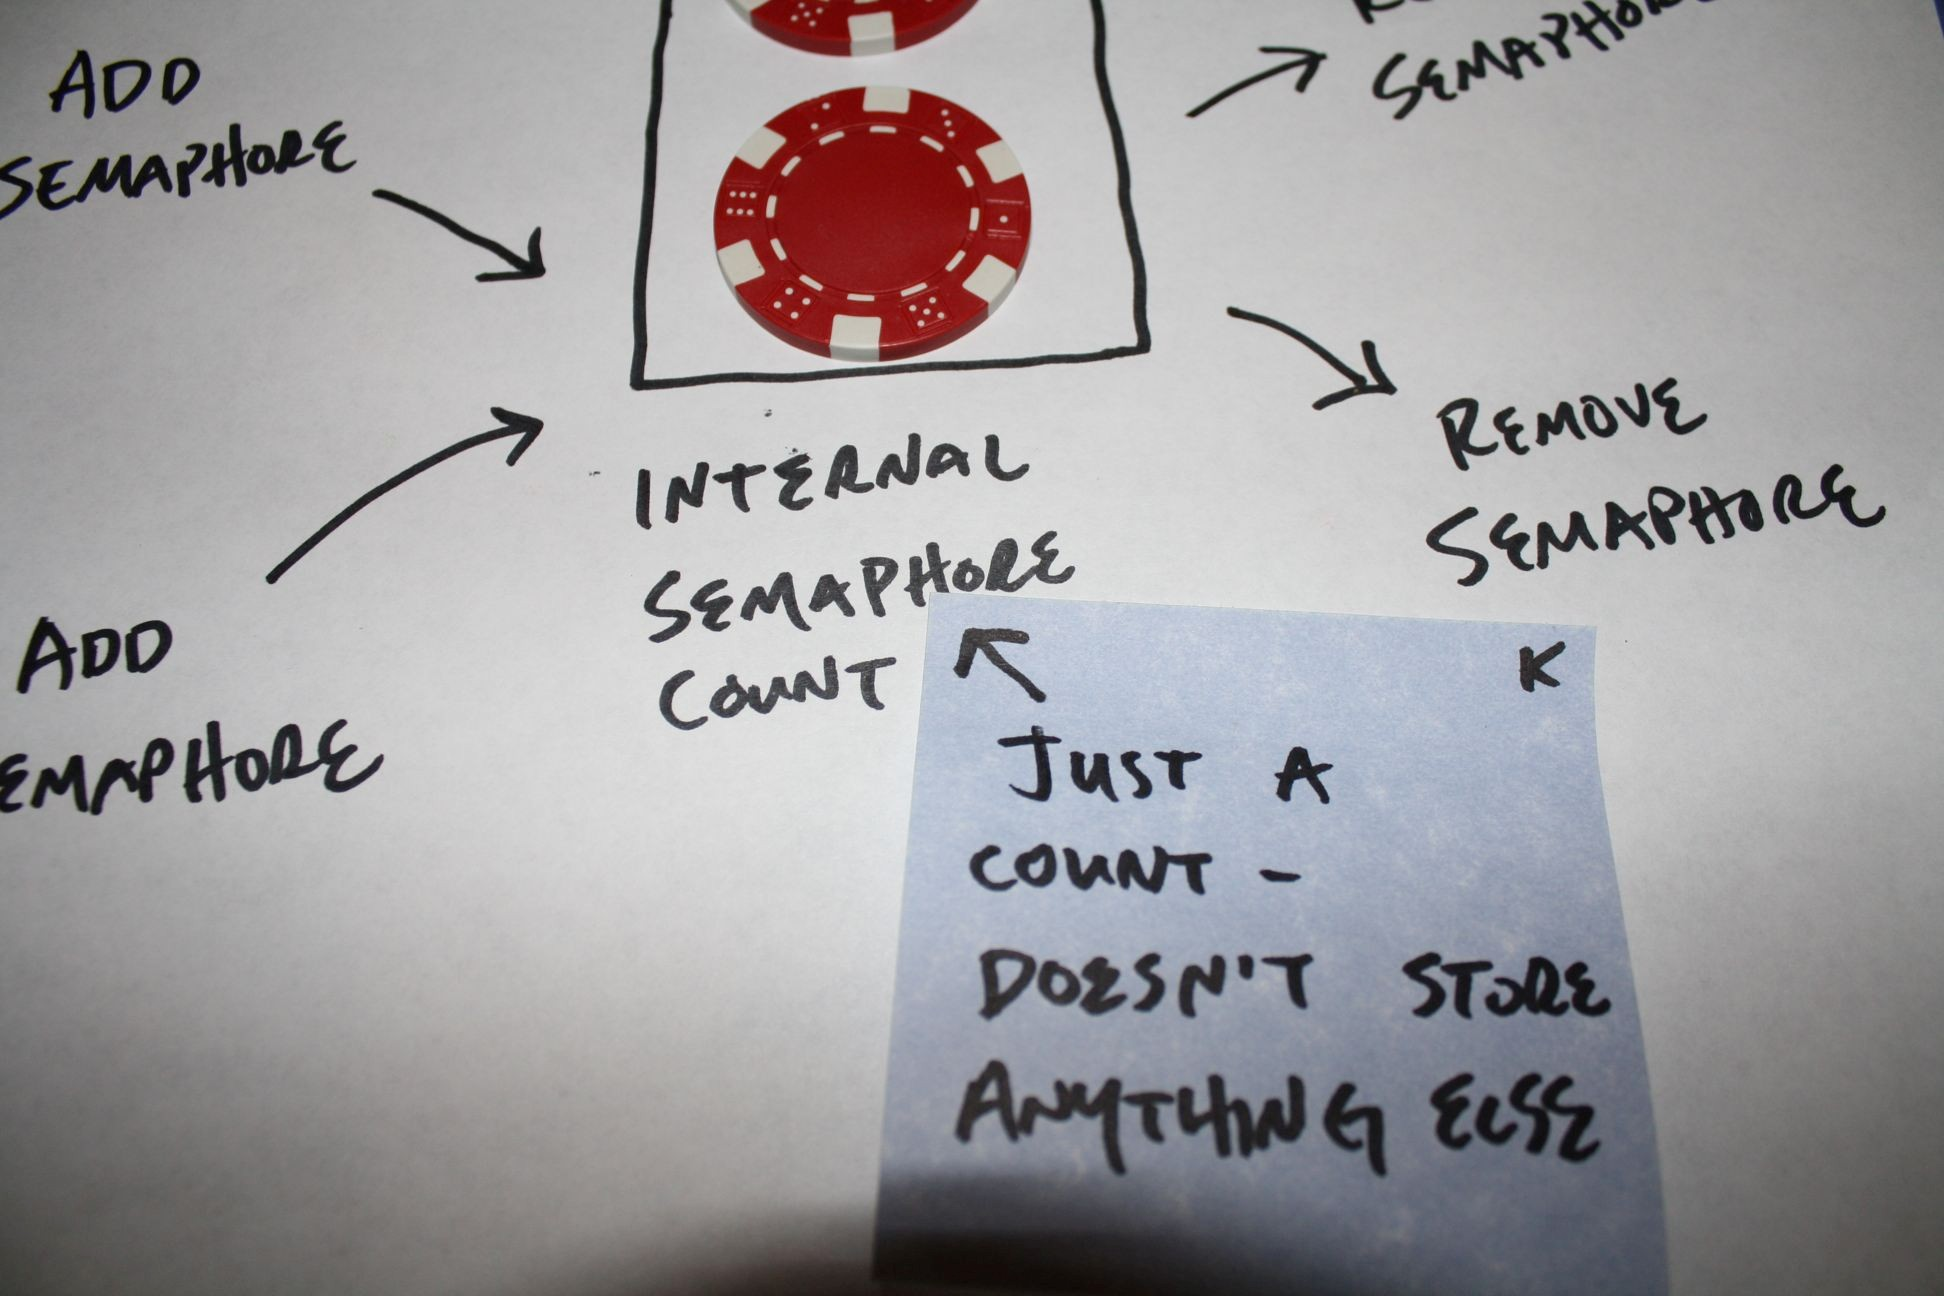 ADD
SEMAPHORE
SEMAPHORE
INTERNAL
SEMAPHORE
COUNT
REMOVE
SEMAPHORE
ADD
EMAPHORE
K
JUST A
COUNT -
DOESN'T STORE
ANYTHING ELSE